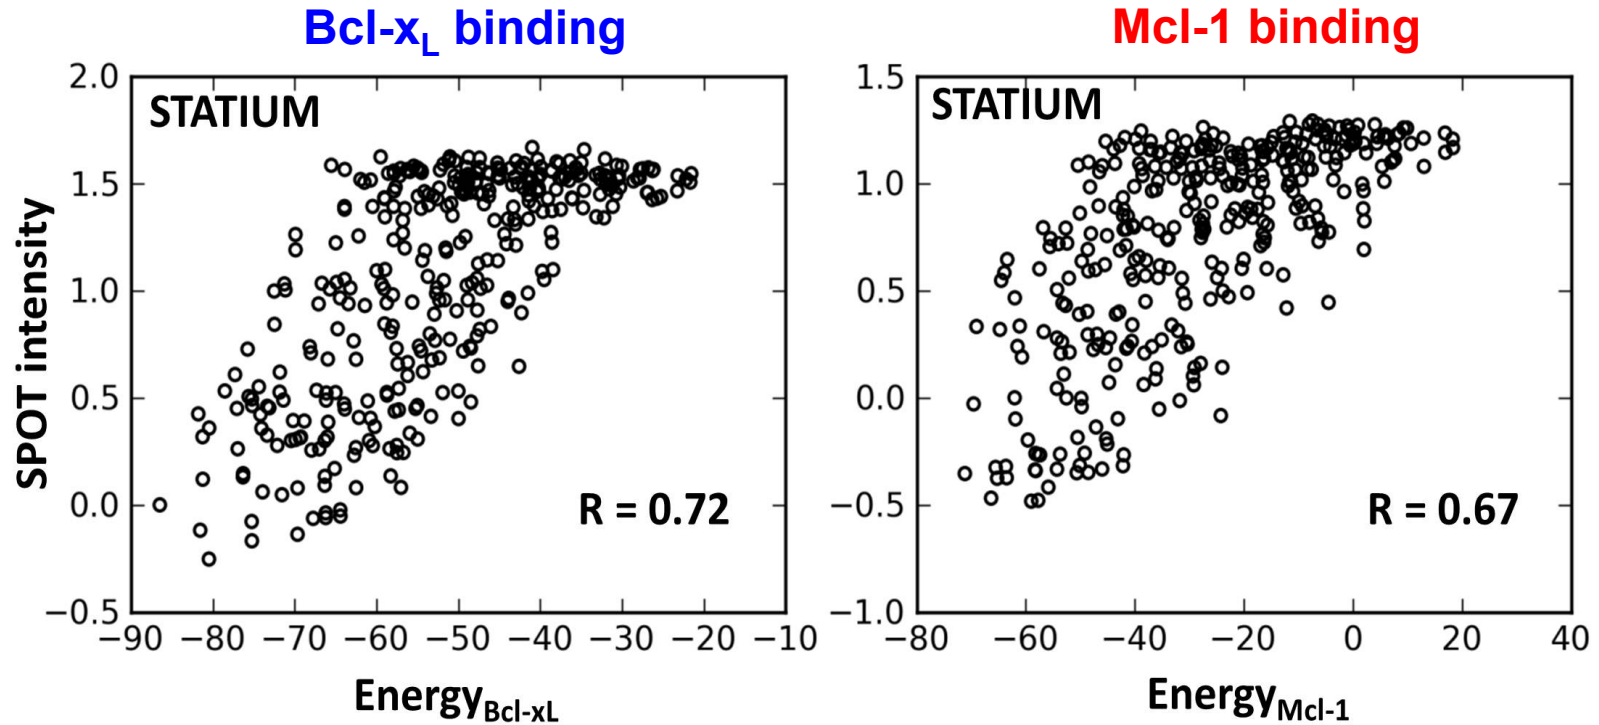 Bcl-xL binding
Mcl-1 binding
2.0
1.5
1.0
0.5
0.0
−0.5
STATIUM
R = 0.72
SPOT intensity
−90 −80 −70 −60 −50 −40 −30 −20 −10
EnergyBcl-xL
1.5
1.0
0.5
0.0
−0.5
−1.0
STATIUM
R = 0.67
−80 −60 −40 −20 0 20 40
EnergyMcl-1